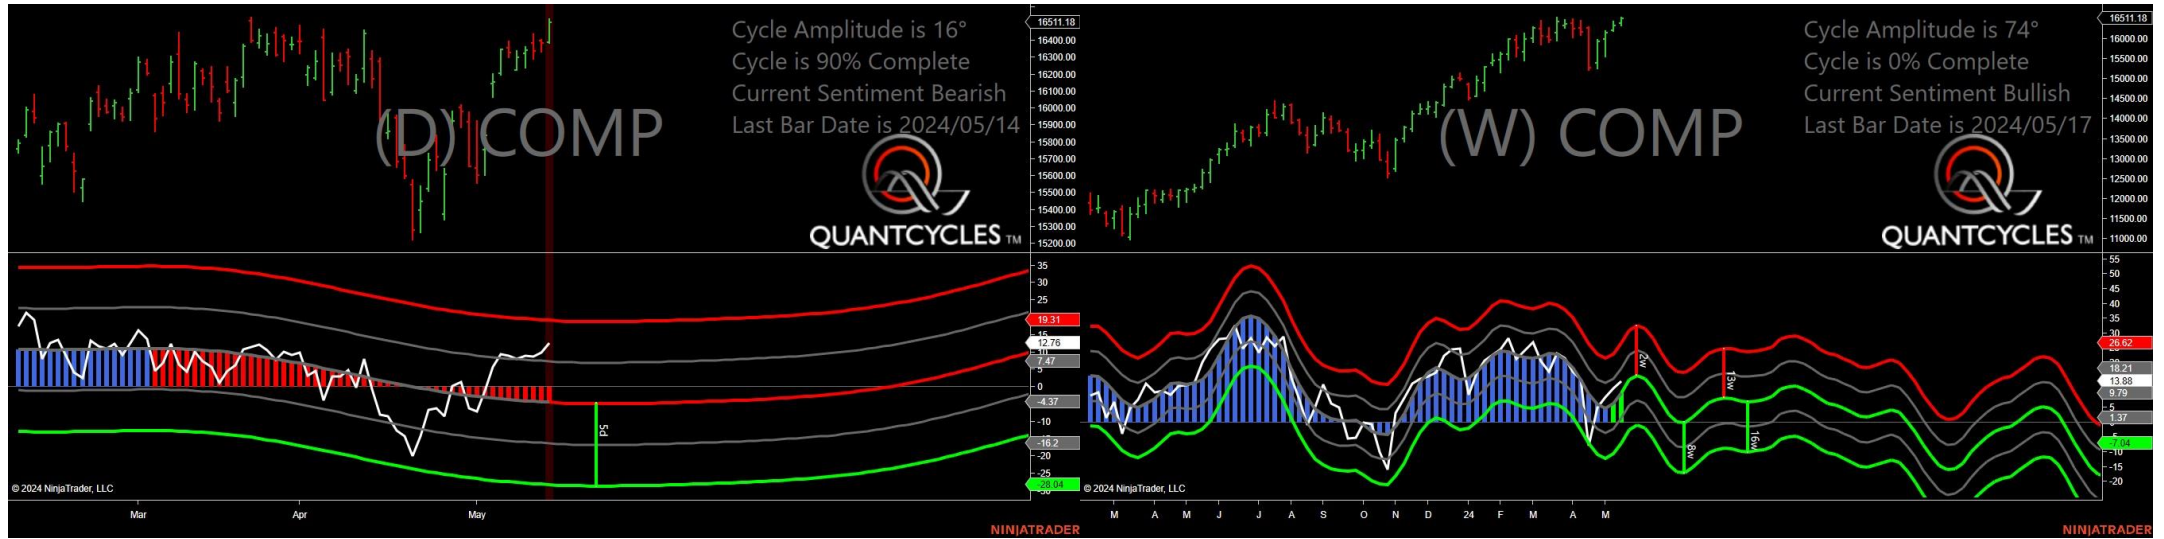 Cycle Amplitude is 16°
Cycle is 90% Complete
Current Sentiment Bearish
Last Bar Date is 2024/05/14
(D) COMP
QUANTCYCLES TM
16511.18
16400.00
16300.00
16200.00
16100.00
16000.00
15900.00
15800.00
15700.00
15600.00
15500.00
15400.00
15300.00
15200.00
35
30
25
19.31
15
12.76
10
7.47
5
0
-4.37
-10
-16.2
-20
-25
-28.04
5d
© 2024 NinjaTrader, LLC
Mar Apr May
NINJATRADER
Cycle Amplitude is 74°
Cycle is 0% Complete
Current Sentiment Bullish
Last Bar Date is 2024/05/17
(W) COMP
QUANTCYCLES TM
16511.18
16000.00
15500.00
15000.00
14500.00
14000.00
13500.00
13000.00
12500.00
12000.00
11500.00
11000.00
55
50
45
40
35
30
26.62
18.21
13.88
9.79
5
1.37
-7.04
-10
-15
-20
2w
13w
8w
16w
© 2024 NinjaTrader, LLC
M A M J J A S O N D 24 F M A M
NINJATRADER